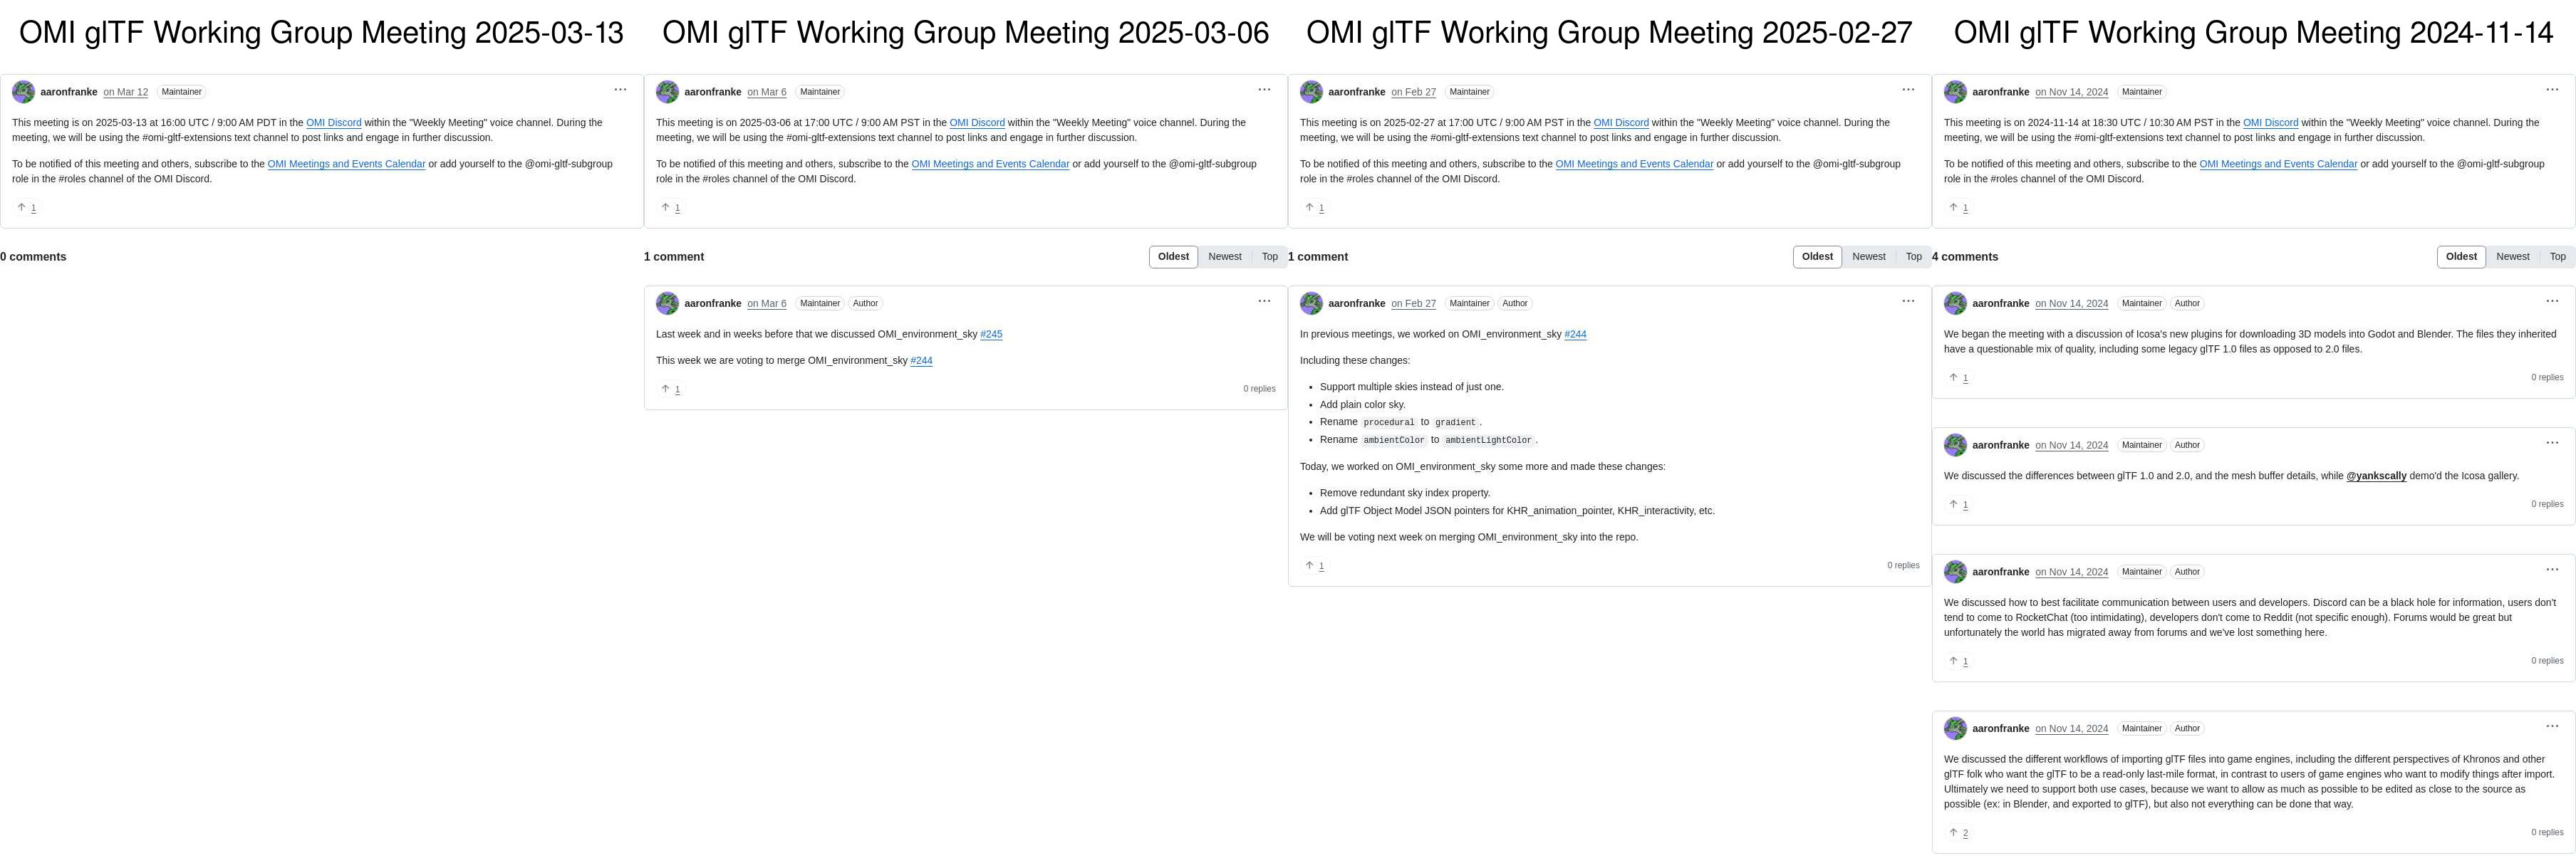 OMI glTF Working Group Meeting 2025-03-13
aaronfranke on Mar 12 Maintainer ...
This meeting is on 2025-03-13 at 16:00 UTC / 9:00 AM PDT in the OMI Discord within the "Weekly Meeting" voice channel. During the
meeting, we will be using the #omi-gltf-extensions text channel to post links and engage in further discussion.
To be notified of this meeting and others, subscribe to the OMI Meetings and Events Calendar or add yourself to the @omi-gltf-subgroup
role in the #roles channel of the OMI Discord.
↑ 1
0 comments
OMI glTF Working Group Meeting 2025-03-06
aaronfranke on Mar 6 Maintainer ...
This meeting is on 2025-03-06 at 17:00 UTC / 9:00 AM PST in the OMI Discord within the "Weekly Meeting" voice channel. During the
meeting, we will be using the #omi-gltf-extensions text channel to post links and engage in further discussion.
To be notified of this meeting and others, subscribe to the OMI Meetings and Events Calendar or add yourself to the @omi-gltf-subgroup
role in the #roles channel of the OMI Discord.
↑ 1
1 comment Oldest Newest Top
aaronfranke on Mar 6 Maintainer Author ...
Last week and in weeks before that we discussed OMI_environment_sky #245
This week we are voting to merge OMI_environment_sky #244
↑ 1 0 replies
OMI glTF Working Group Meeting 2025-02-27
aaronfranke on Feb 27 Maintainer ...
This meeting is on 2025-02-27 at 17:00 UTC / 9:00 AM PST in the OMI Discord within the "Weekly Meeting" voice channel. During the
meeting, we will be using the #omi-gltf-extensions text channel to post links and engage in further discussion.
To be notified of this meeting and others, subscribe to the OMI Meetings and Events Calendar or add yourself to the @omi-gltf-subgroup
role in the #roles channel of the OMI Discord.
↑ 1
1 comment Oldest Newest Top
aaronfranke on Feb 27 Maintainer Author ...
In previous meetings, we worked on OMI_environment_sky #244
Including these changes:
• Support multiple skies instead of just one.
• Add plain color sky.
• Rename procedural to gradient.
• Rename ambientColor to ambientLightColor.
Today, we worked on OMI_environment_sky some more and made these changes:
• Remove redundant sky index property.
• Add glTF Object Model JSON pointers for KHR_animation_pointer, KHR_interactivity, etc.
We will be voting next week on merging OMI_environment_sky into the repo.
↑ 1 0 replies
OMI glTF Working Group Meeting 2024-11-14
aaronfranke on Nov 14, 2024 Maintainer ...
This meeting is on 2024-11-14 at 18:30 UTC / 10:30 AM PST in the OMI Discord within the "Weekly Meeting" voice channel. During the
meeting, we will be using the #omi-gltf-extensions text channel to post links and engage in further discussion.
To be notified of this meeting and others, subscribe to the OMI Meetings and Events Calendar or add yourself to the @omi-gltf-subgroup
role in the #roles channel of the OMI Discord.
↑ 1
4 comments Oldest Newest Top
aaronfranke on Nov 14, 2024 Maintainer Author ...
We began the meeting with a discussion of Icosa's new plugins for downloading 3D models into Godot and Blender. The files they inherited
have a questionable mix of quality, including some legacy glTF 1.0 files as opposed to 2.0 files.
↑ 1 0 replies
aaronfranke on Nov 14, 2024 Maintainer Author ...
We discussed the differences between glTF 1.0 and 2.0, and the mesh buffer details, while @yankscally demo'd the Icosa gallery.
↑ 1 0 replies
aaronfranke on Nov 14, 2024 Maintainer Author ...
We discussed how to best facilitate communication between users and developers. Discord can be a black hole for information, users don't
tend to come to RocketChat (too intimidating), developers don't come to Reddit (not specific enough). Forums would be great but
unfortunately the world has migrated away from forums and we've lost something here.
↑ 1 0 replies
aaronfranke on Nov 14, 2024 Maintainer Author ...
We discussed the different workflows of importing glTF files into game engines, including the different perspectives of Khronos and other
glTF folk who want the glTF to be a read-only last-mile format, in contrast to users of game engines who want to modify things after import.
Ultimately we need to support both use cases, because we want to allow as much as possible to be edited as close to the source as
possible (ex: in Blender, and exported to glTF), but also not everything can be done that way.
↑ 2 0 replies